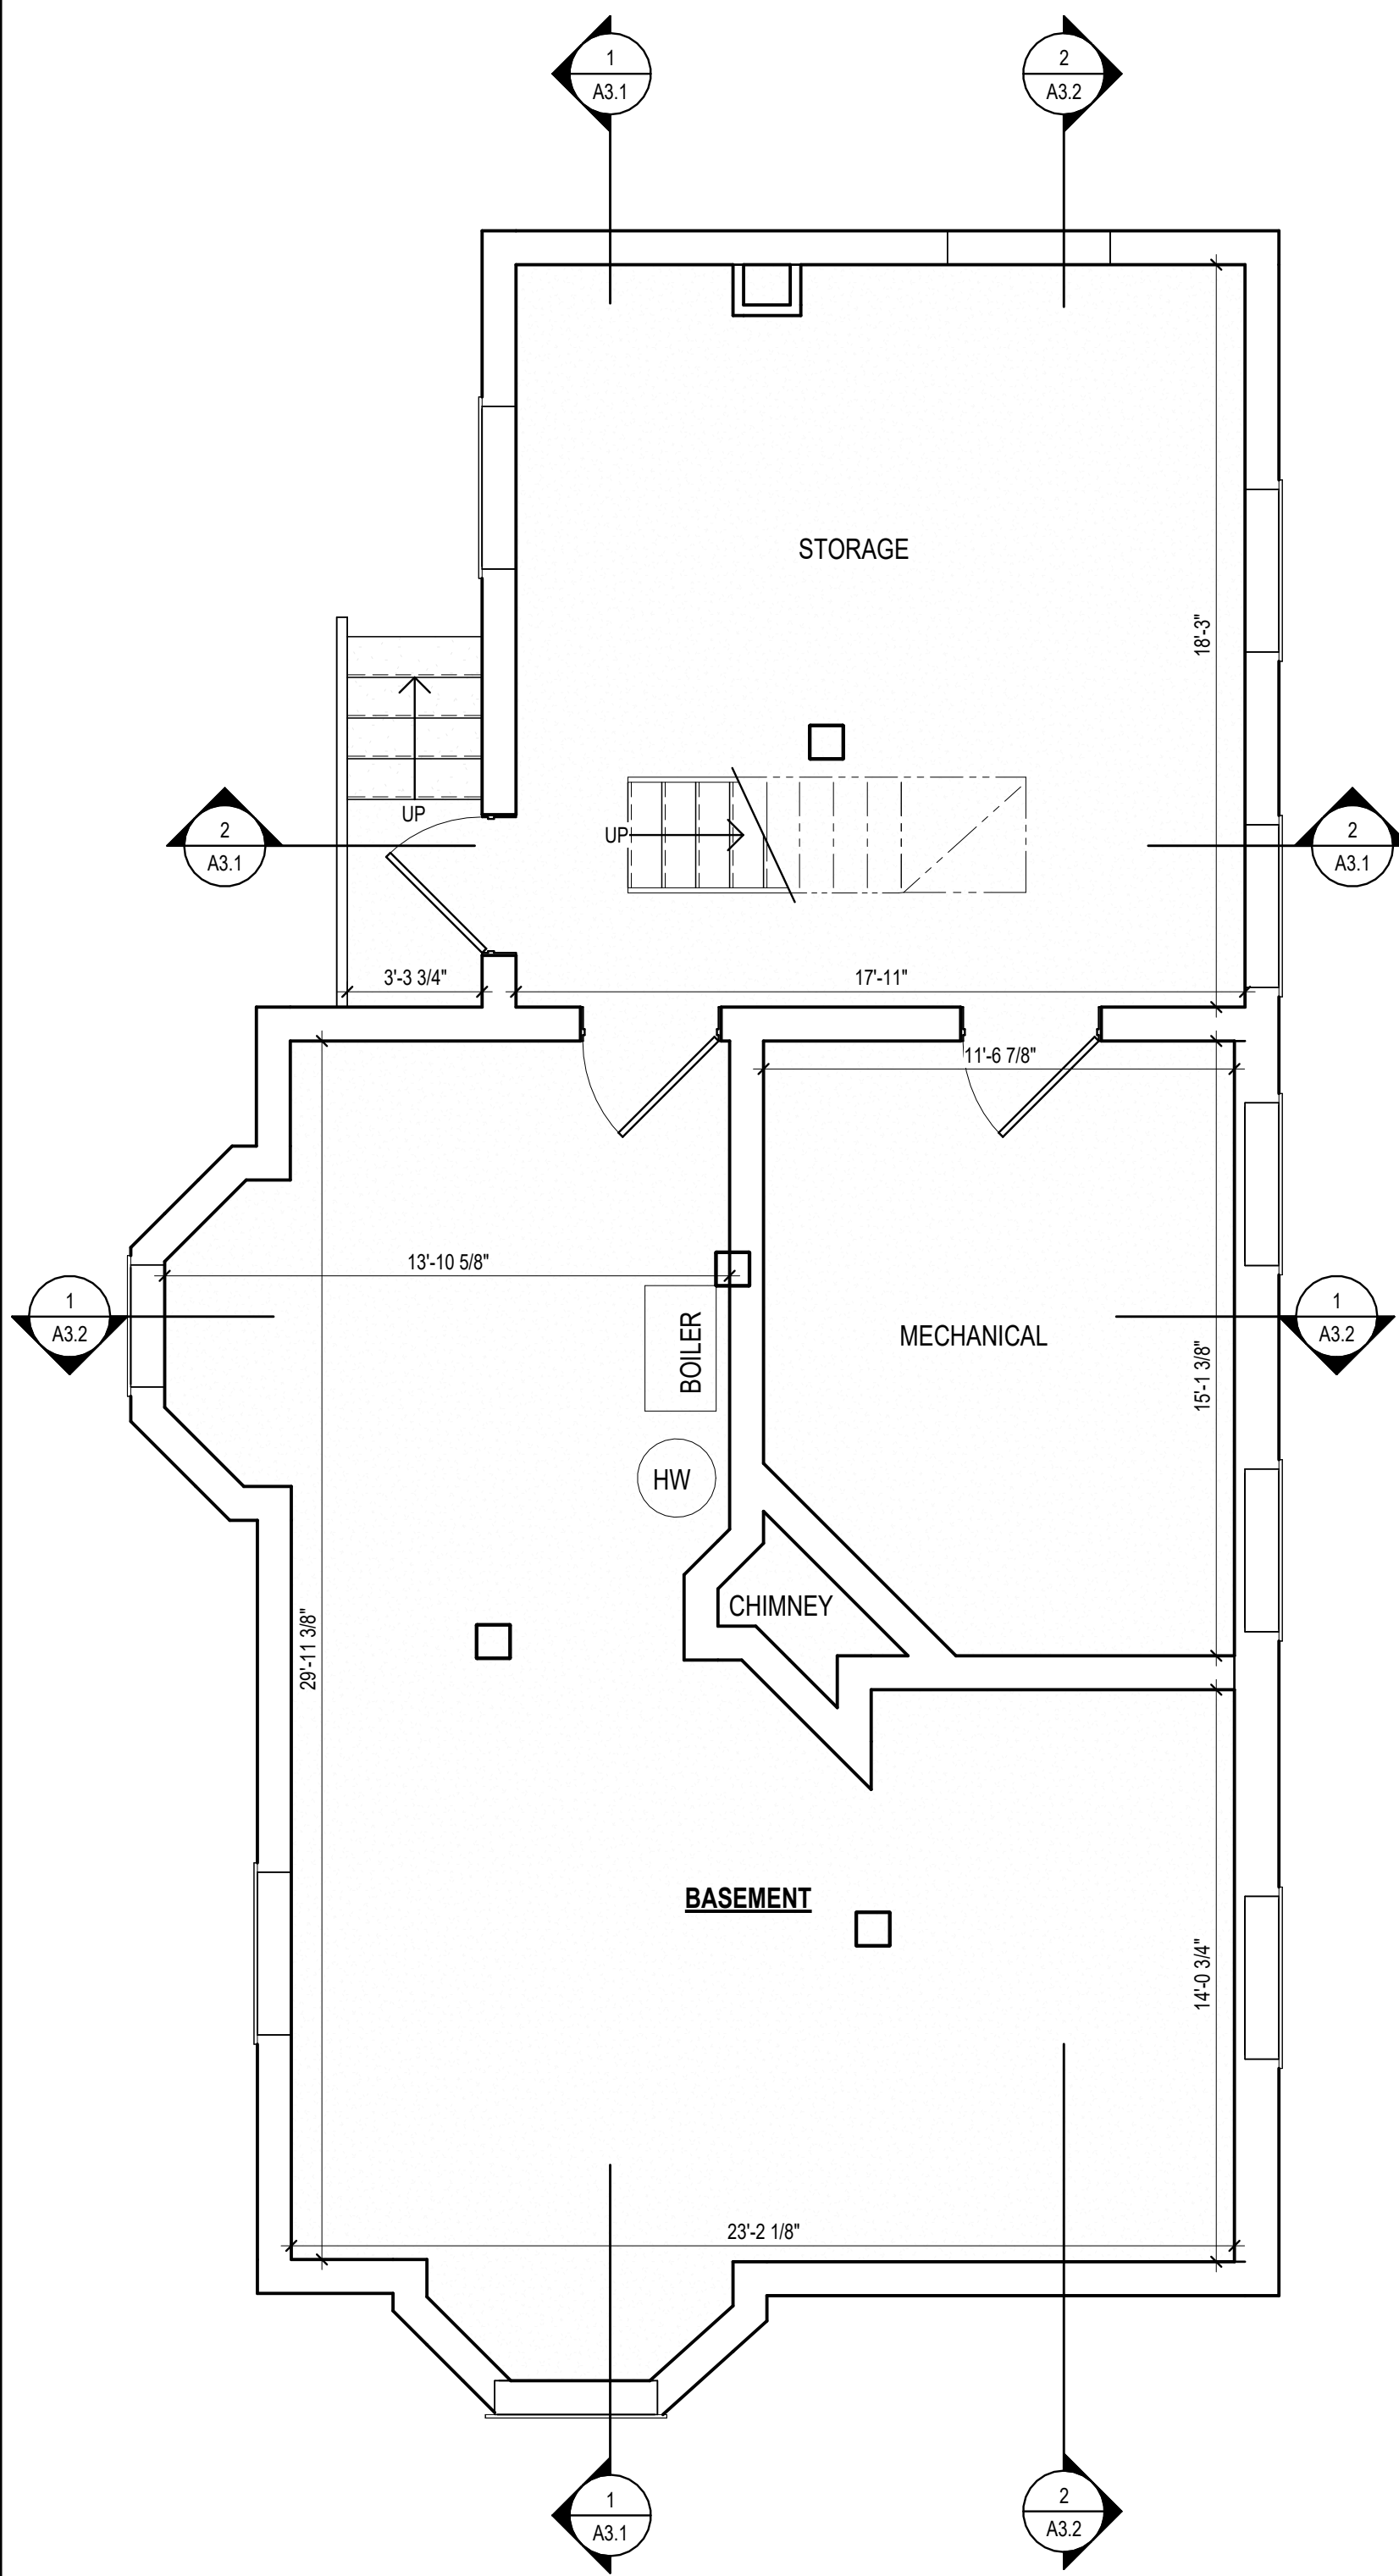 1
A3.1
2
A3.2
STORAGE
18'-3"
UP
UP
2
A3.1
2
A3.1
3'-3 3/4"
17'-11"
11'-6 7/8"
13'-10 5/8"
1
A3.2
BOILER
MECHANICAL
15'-1 3/8"
1
A3.2
HW
CHIMNEY
29'-11 3/8"
BASEMENT
14'-0 3/4"
23'-2 1/8"
1
A3.1
2
A3.2